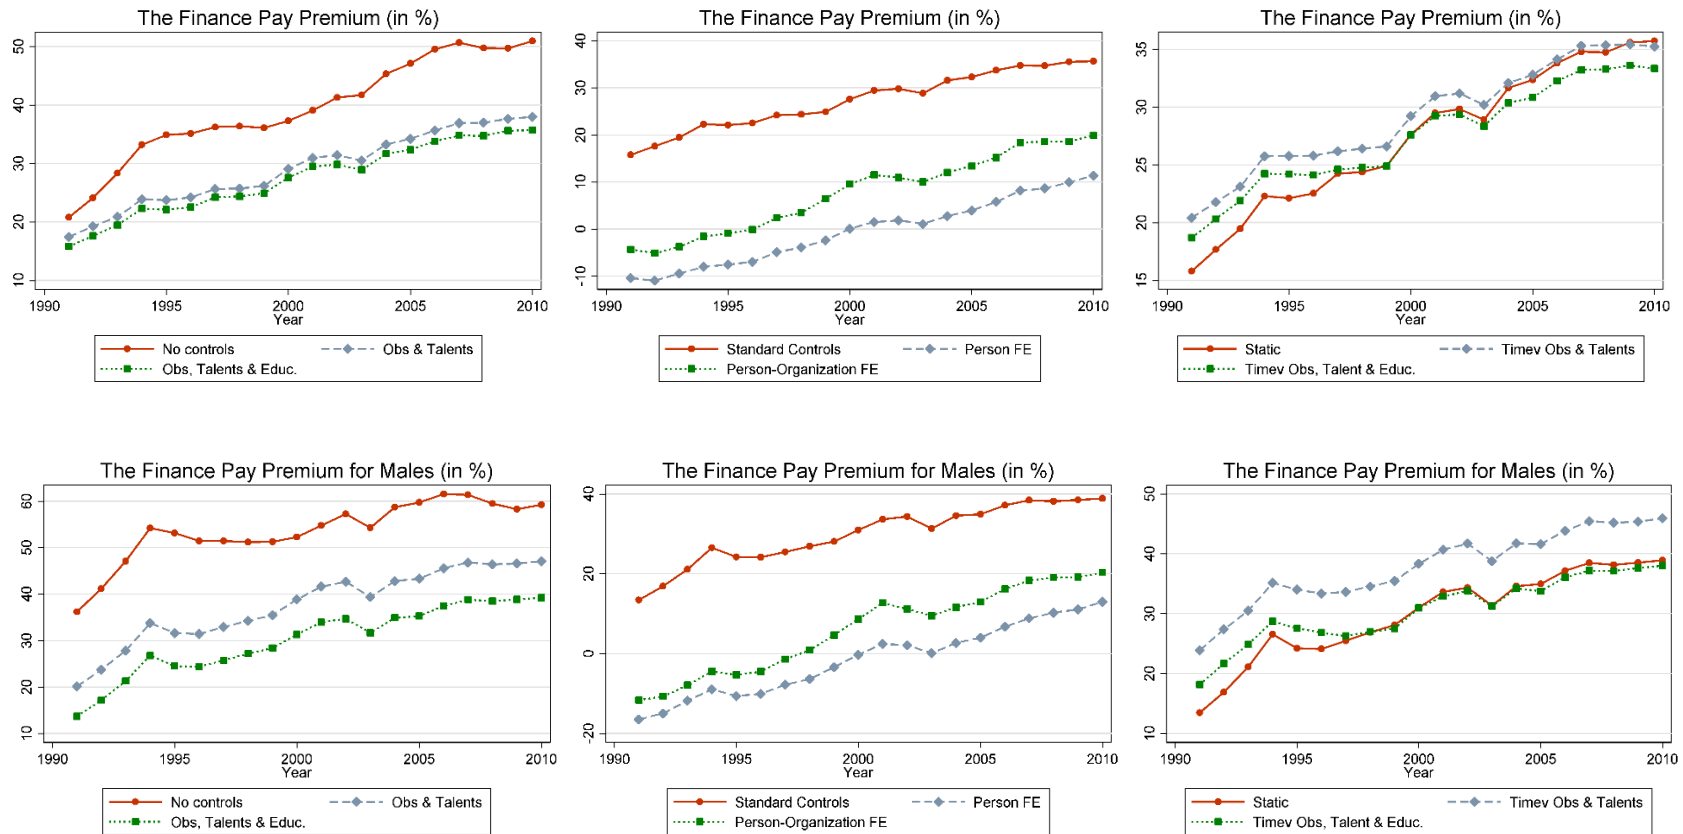 The Finance Pay Premium (in %)
50
40
30
20
10
1990 1995 2000 2005 2010
Year
No controls Obs & Talents
Obs, Talents & Educ.
The Finance Pay Premium (in %)
40
30
20
10
0
-10
1990 1995 2000 2005 2010
Year
Standard Controls Person FE
Person-Organization FE
The Finance Pay Premium (in %)
35
30
25
20
15
1990 1995 2000 2005 2010
Year
Static Timev Obs & Talents
Timev Obs, Talent & Educ.
The Finance Pay Premium for Males (in %)
60
50
40
30
20
10
1990 1995 2000 2005 2010
Year
No controls Obs & Talents
Obs, Talents & Educ.
The Finance Pay Premium for Males (in %)
40
20
0
-20
1990 1995 2000 2005 2010
Year
Standard Controls Person FE
Person-Organization FE
The Finance Pay Premium for Males (in %)
50
40
30
20
10
1990 1995 2000 2005 2010
Year
Static Timev Obs & Talents
Timev Obs, Talent & Educ.